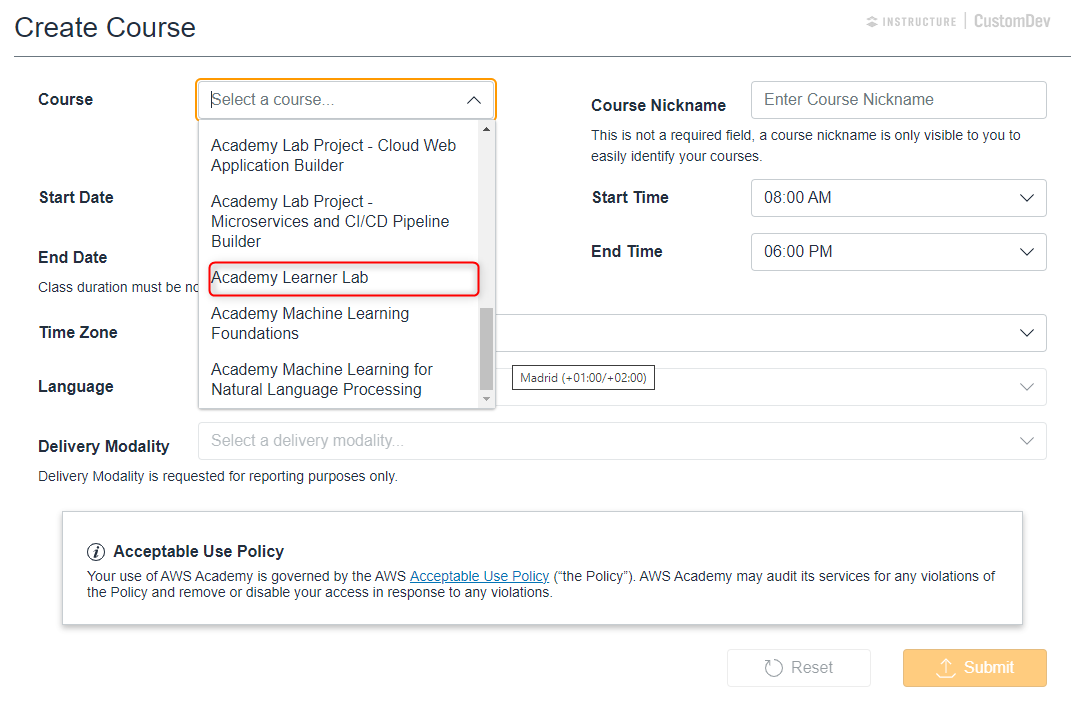 Create Course
INSTRUCTURE | CustomDev
Course
Select a course...
Academy Lab Project - Cloud Web
Application Builder
Academy Lab Project -
Microservices and CI/CD Pipeline
Builder
Academy Learner Lab
Academy Machine Learning
Foundations
Academy Machine Learning for
Natural Language Processing
Course Nickname
Enter Course Nickname
This is not a required field, a course nickname is only visible to you to
easily identify your courses.
Start Date
Start Time
08:00 AM
End Date
End Time
06:00 PM
Class duration must be no
Time Zone
Madrid (+01:00/+02:00)
Language
Delivery Modality
Select a delivery modality...
Delivery Modality is requested for reporting purposes only.
Acceptable Use Policy
Your use of AWS Academy is governed by the AWS Acceptable Use Policy (“the Policy”). AWS Academy may audit its services for any violations of
the Policy and remove or disable your access in response to any violations.
Reset
Submit